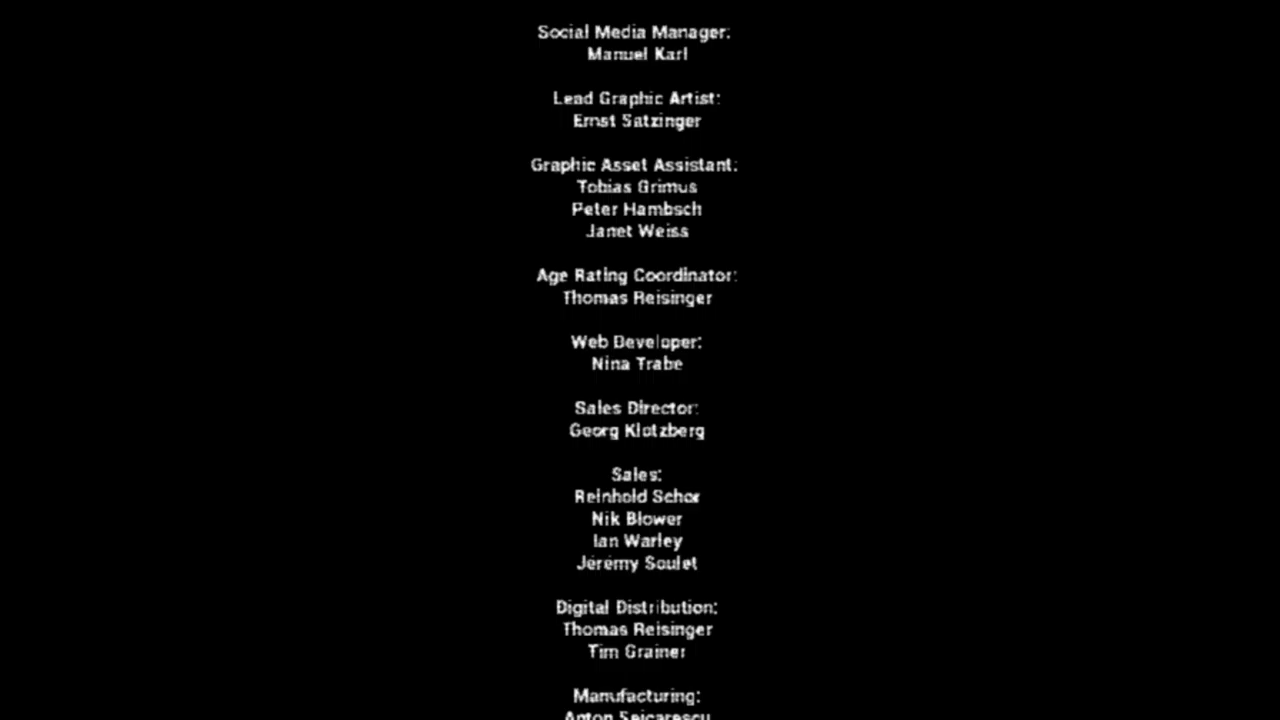 Social Media Manager:
Manuel Karl
Lead Graphic Artist:
Ernst Satzinger
Graphic Asset Assistant:
Tobias Grimus
Peter Hambsch
Janet Weiss
Age Rating Coordinator:
Thomas Reisinger
Web Developer:
Nina Trabe
Sales Director:
Georg Klotzberg
Sales:
Reinhold Schor
Nik Blower
Ian Warley
Jérémy Soulet
Digital Distribution:
Thomas Reisinger
Tim Grainer
Manufacturing:
Anton